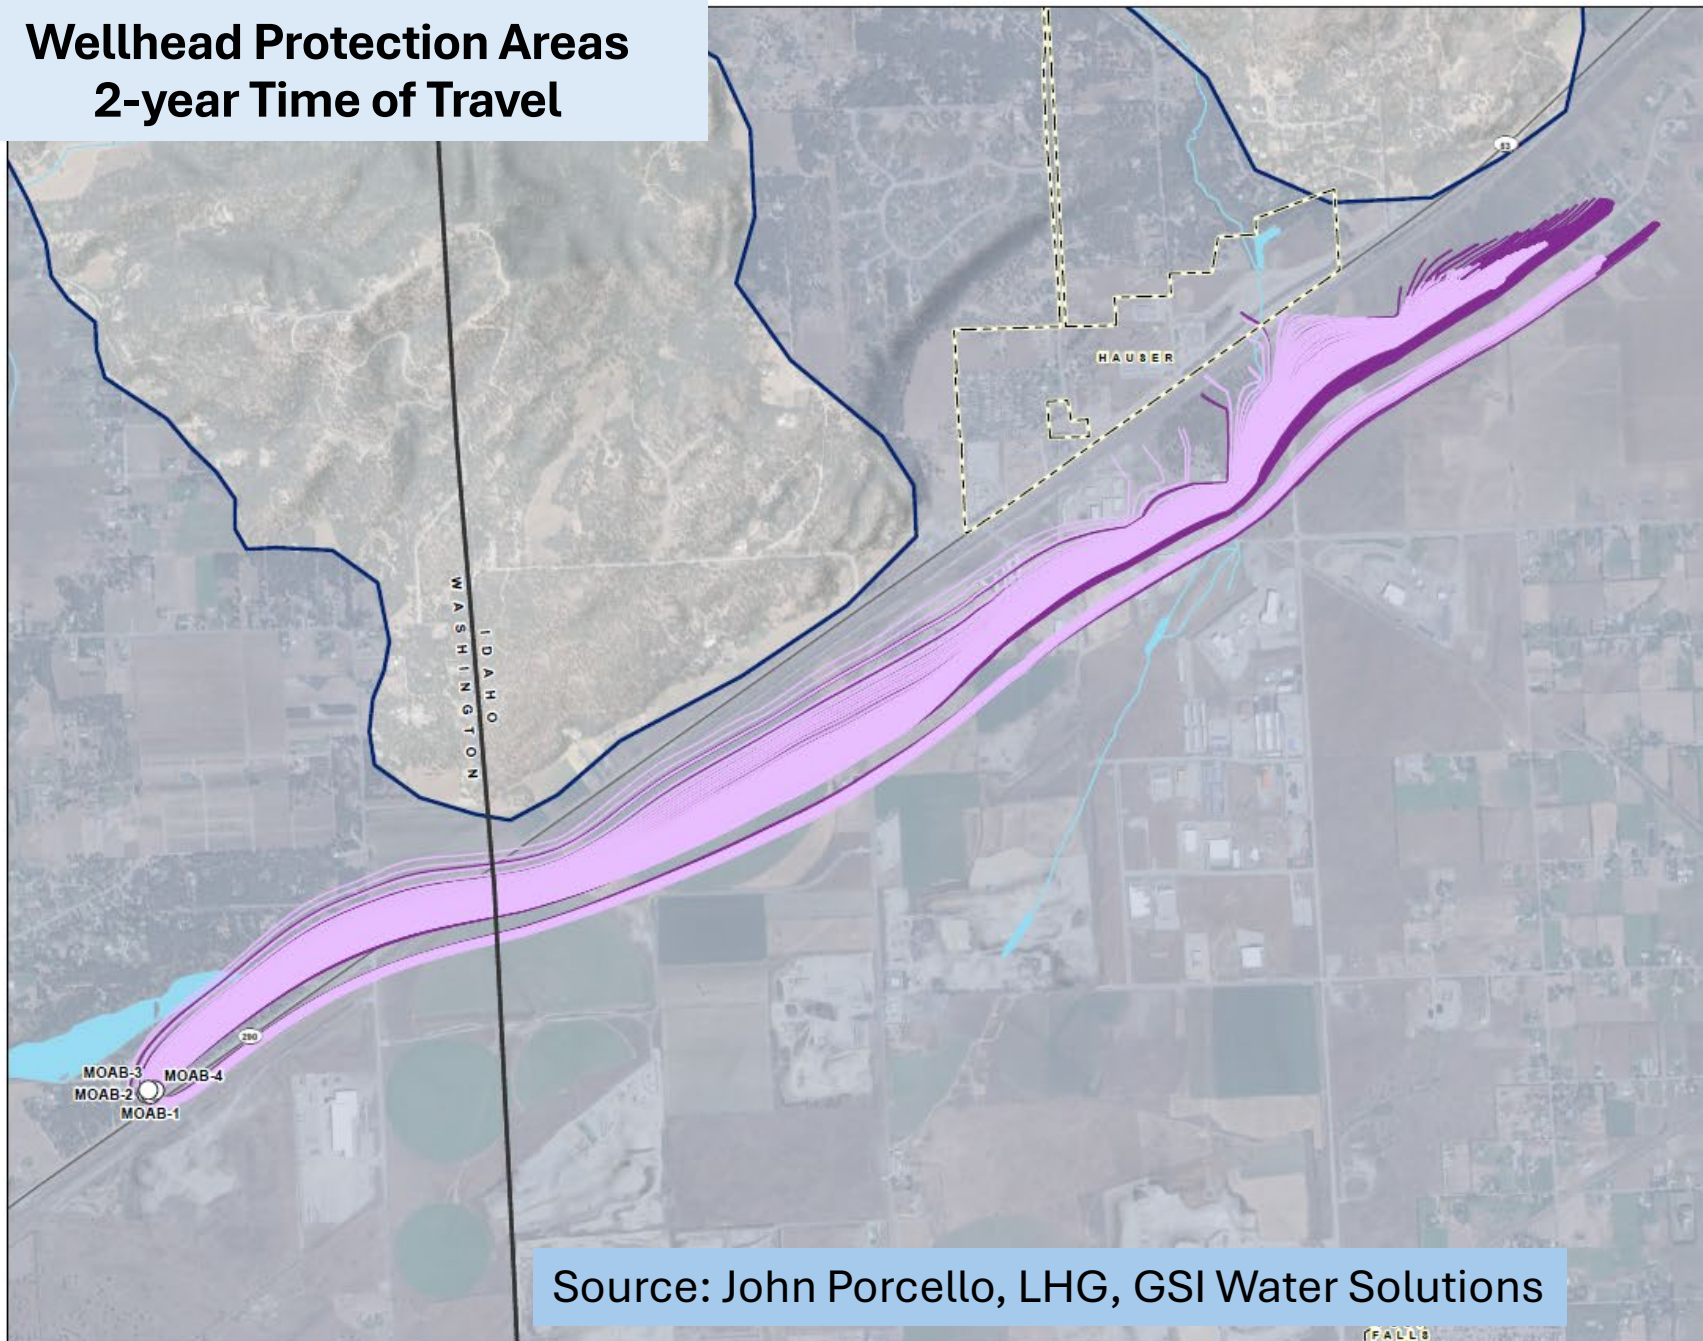 Wellhead Protection Areas
2-year Time of Travel
53
HAUSER
WASHINGTON
IDAHO
290
MOAB-3
MOAB-4
MOAB-2
MOAB-1
Source: John Porcello, LHG, GSI Water Solutions
FALLS